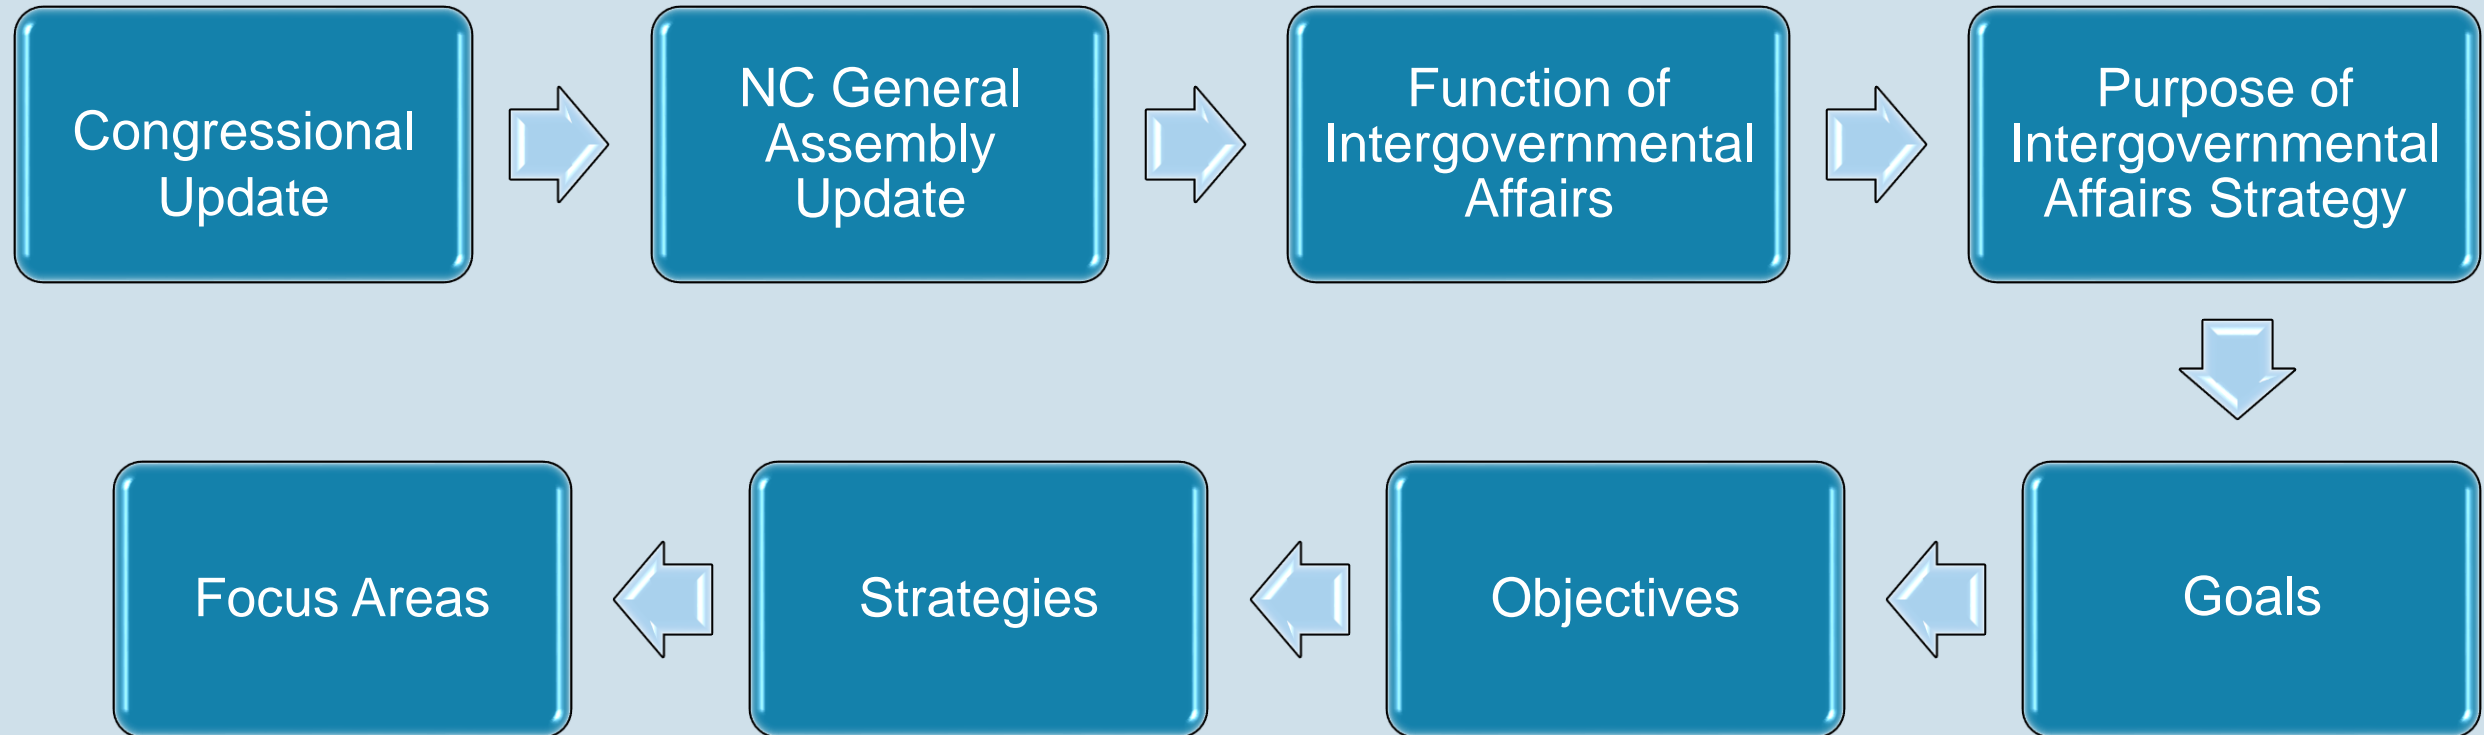 Congressional
Update
NC General
Assembly
Update
Function of
Intergovernmental
Affairs
Purpose of
Intergovernmental
Affairs Strategy
Goals
Objectives
Strategies
Focus Areas